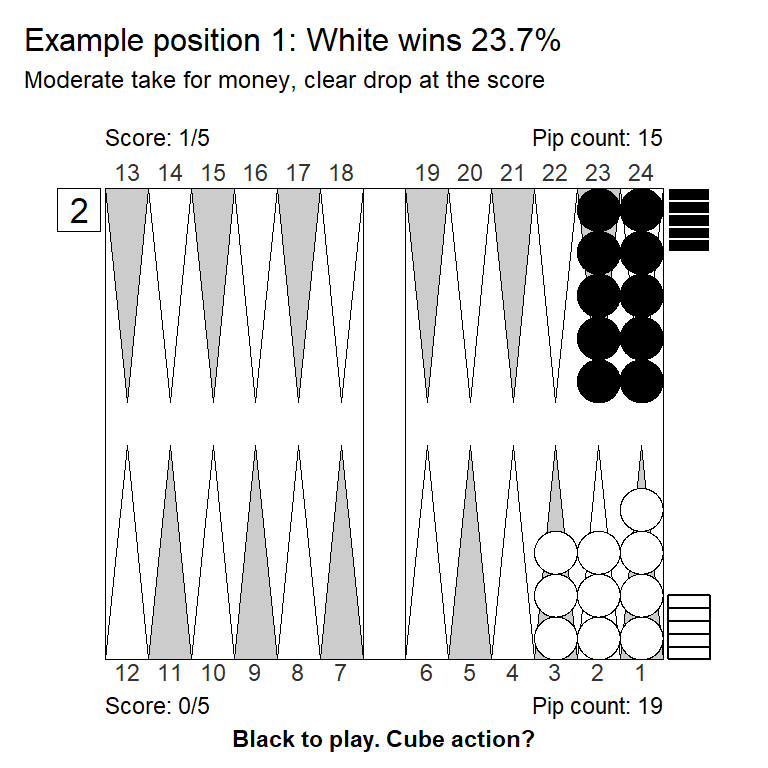 Example position 1: White wins 23.7%
Moderate take for money, clear drop at the score
Score: 1/5 Pip count: 15
13 14 15 16 17 18 19 20 21 22 23 24
2
12 11 10 9 8 7 6 5 4 3 2 1
Score: 0/5 Pip count: 19
Black to play. Cube action?